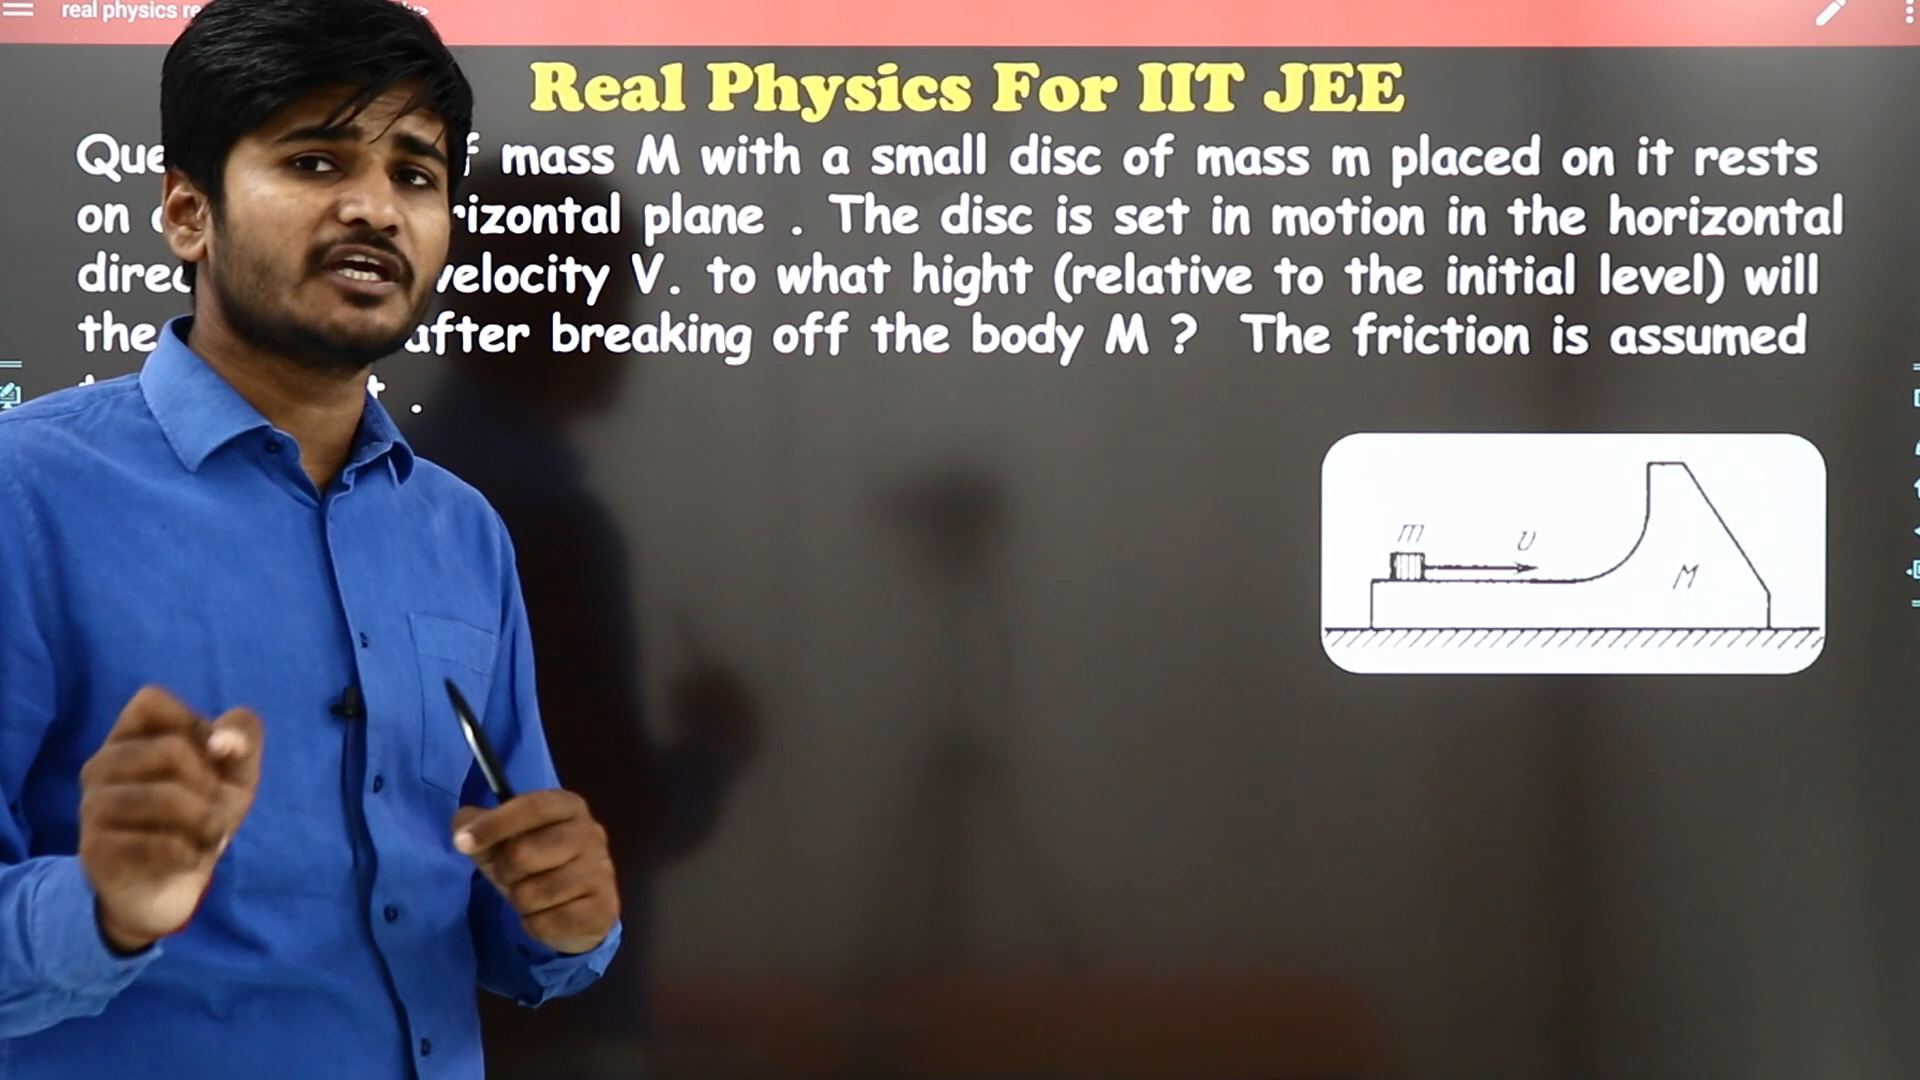 real physics re
Real Physics For IIT JEE
Que mass M with a small disc of mass m placed on it rests
on rizontal plane . The disc is set in motion in the horizontal
direc velocity V. to what hight (relative to the initial level) will
the after breaking off the body M ? The friction is assumed
m
v
M